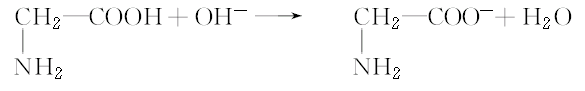 CH₂—COOH + OH⁻ ⟶ CH₂—COO⁻ + H₂O
NH₂ NH₂